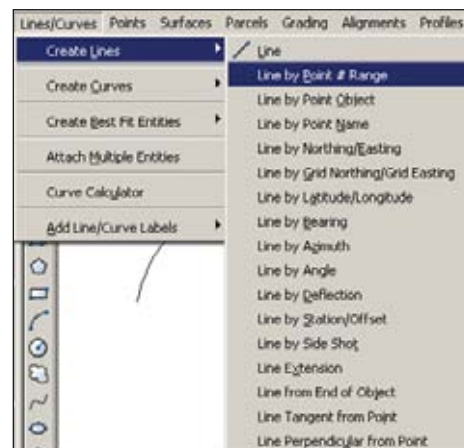 Lines/Curves Points Surfaces Parcels Grading Alignments Profiles
Create Lines
Create Curves
Create Best Fit Entities
Attach Multiple Entities
Curve Calculator
Add Line/Curve Labels
Line
Line by Point # Range
Line by Point Object
Line by Point Name
Line by Northing/Easting
Line by Grid Northing/Grid Easting
Line by Latitude/Longitude
Line by Bearing
Line by Azimuth
Line by Angle
Line by Deflection
Line by Station/Offset
Line by Side Shot
Line Extension
Line from End of Object
Line Tangent from Point
Line Perpendicular from Point